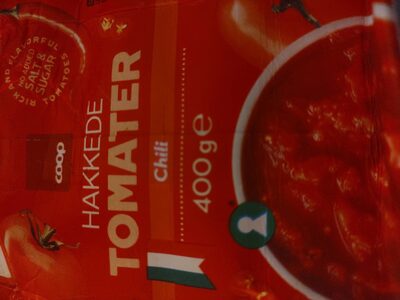 RICH AND FLAVORFUL TOMATOES
NO ADDED
SALT &
SUGAR
coop
HAKKEDE
TOMATER
Chili
400 g e